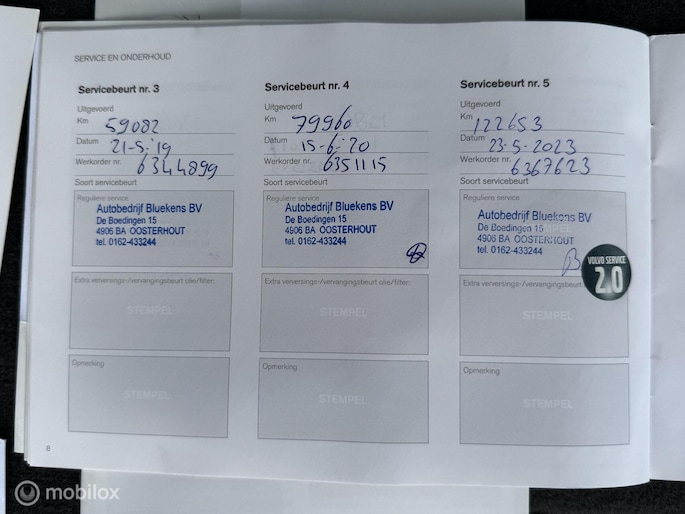 SERVICE EN ONDERHOUD
Servicebeurt nr. 3
Uitgevoerd
Km 59082
Datum 21-5-'19
Werkorder nr. 6344899
Soort servicebeurt
Reguliere service
Autobedrijf Bluekens BV
De Boedingen 15
4906 BA OOSTERHOUT
tel. 0162-433244
Extra verversings-/vervangingsbeurt olie/filter:
STEMPEL
Opmerking
STEMPEL
6
Servicebeurt nr. 4
Uitgevoerd
Km 79960
Datum 15-6-'20
Werkorder nr. 6351115
Soort servicebeurt
Reguliere service
Autobedrijf Bluekens BV
De Boedingen 15
4906 BA OOSTERHOUT
tel. 0162-433244
Extra verversings-/vervangingsbeurt olie/filter:
STEMPEL
Opmerking
STEMPEL
Servicebeurt nr. 5
Uitgevoerd
Km 122653
Datum 23-5-2023
Werkorder nr. 6367623
Soort servicebeurt
Reguliere service
Autobedrijf Bluekens BV
De Boedingen 15
4906 BA OOSTERHOUT
tel. 0162-433244
VOLVO SERVICE
2.0
Extra verversings-/vervangingsbeurt
STEMPEL
Opmerking
STEMPEL
mobilox